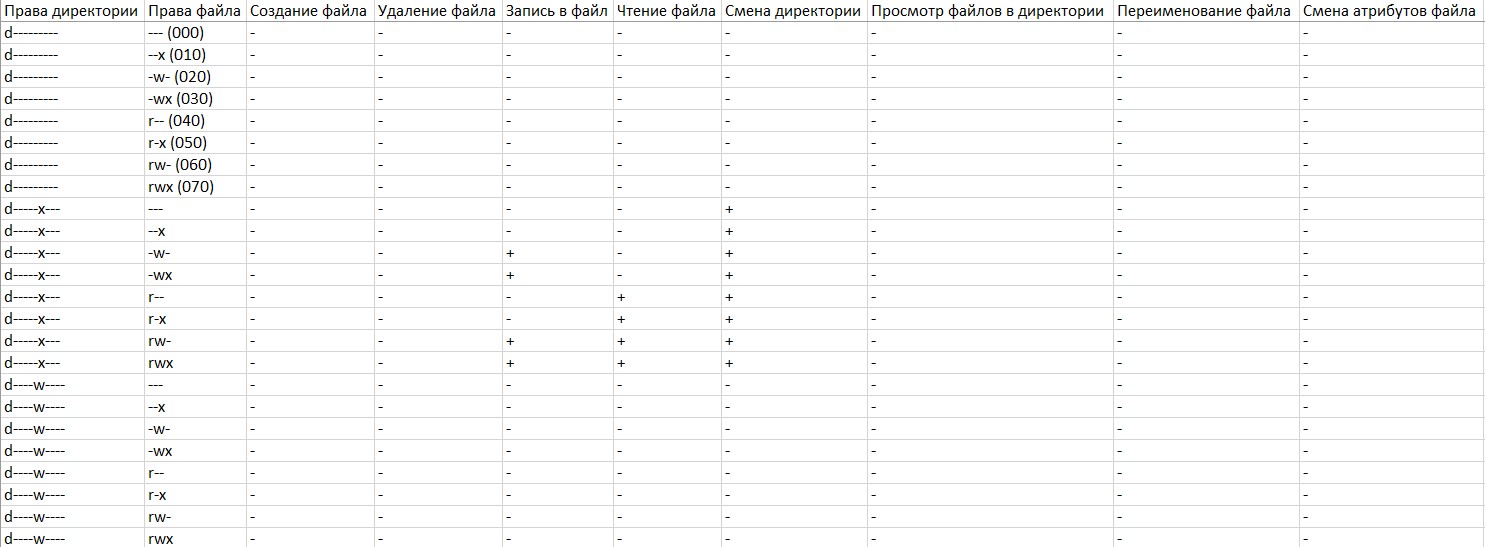 Права директории Права файла Создание файла Удаление файла Запись в файл Чтение файла Смена директории Просмотр файлов в директории Переименование файла Смена атрибутов файла
d--------- --- (000) - - - - - - - -
d--------- --x (010) - - - - - - - -
d--------- -w- (020) - - - - - - - -
d--------- -wx (030) - - - - - - - -
d--------- r-- (040) - - - - - - - -
d--------- r-x (050) - - - - - - - -
d--------- rw- (060) - - - - - - - -
d--------- rwx (070) - - - - - - - -
d-----x--- --- - - - - + - - -
d-----x--- --x - - - - + - - -
d-----x--- -w- - - + - + - - -
d-----x--- -wx - - + - + - - -
d-----x--- r-- - - - + + - - -
d-----x--- r-x - - - + + - - -
d-----x--- rw- - - + + + - - -
d-----x--- rwx - - + + + - - -
d----w---- --- - - - - - - - -
d----w---- --x - - - - - - - -
d----w---- -w- - - - - - - - -
d----w---- -wx - - - - - - - -
d----w---- r-- - - - - - - - -
d----w---- r-x - - - - - - - -
d----w---- rw- - - - - - - - -
d----w---- rwx - - - - - - - -